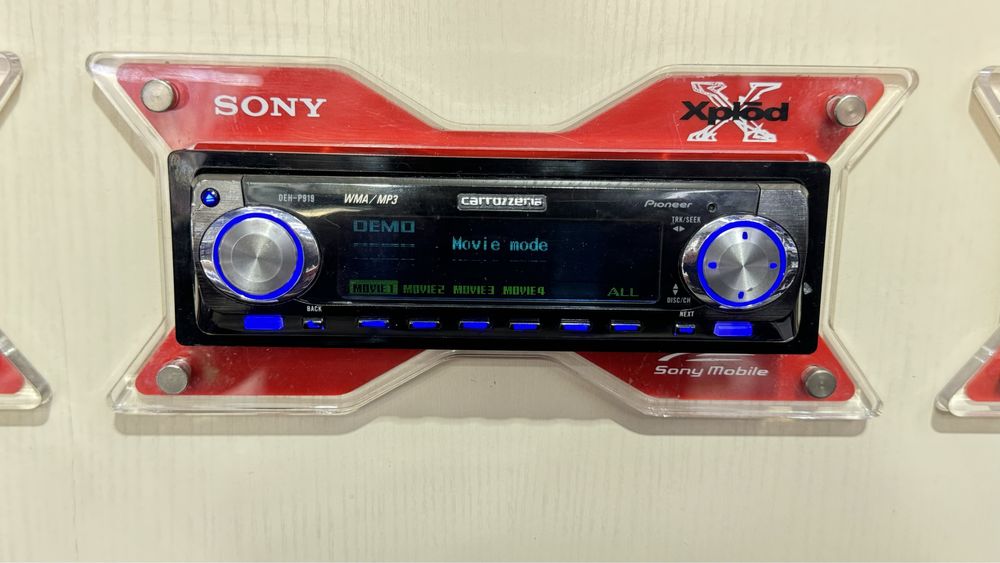 SONY
Xplōd
DEH-P919
WMA/MP3
carrozzeria
Pioneer
TRK/SEEK
DEMO
Movie mode
MOVIE1 MOVIE2 MOVIE3 MOVIE4
ALL
DISC/CH
BACK
NEXT
Sony Mobile